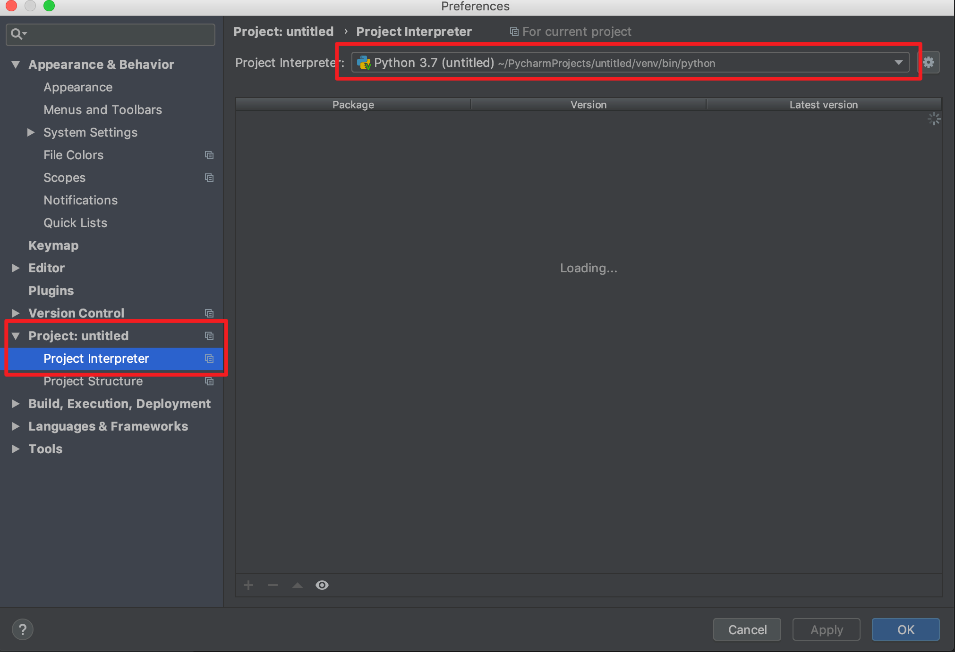 Preferences
Project: untitled › Project Interpreter For current project
Project Interpreter: Python 3.7 (untitled) ~/PycharmProjects/untitled/venv/bin/python
Package Version Latest version
Loading...
Appearance & Behavior
Appearance
Menus and Toolbars
System Settings
File Colors
Scopes
Notifications
Quick Lists
Keymap
Editor
Plugins
Version Control
Project: untitled
Project Interpreter
Project Structure
Build, Execution, Deployment
Languages & Frameworks
Tools
? Cancel Apply OK